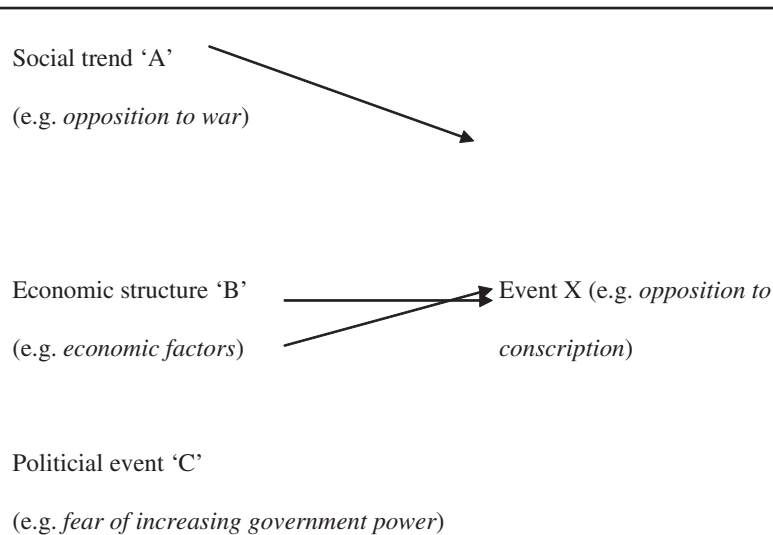 Social trend ‘A’
(e.g. opposition to war)
Economic structure ‘B’
(e.g. economic factors)
Event X (e.g. opposition to
conscription)
Politicial event ‘C’
(e.g. fear of increasing government power)